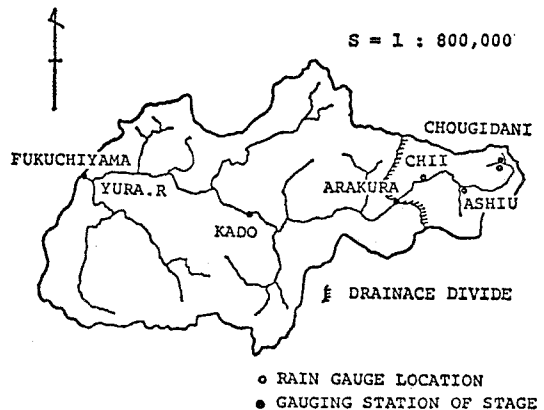 S = 1 : 800,000
CHOUGIDANI
FUKUCHIYAMA
CHII
YURA.R
ARAKURA
ASHIU
KADO
DRAINACE DIVIDE
RAIN GAUGE LOCATION
GAUGING STATION OF STAGE